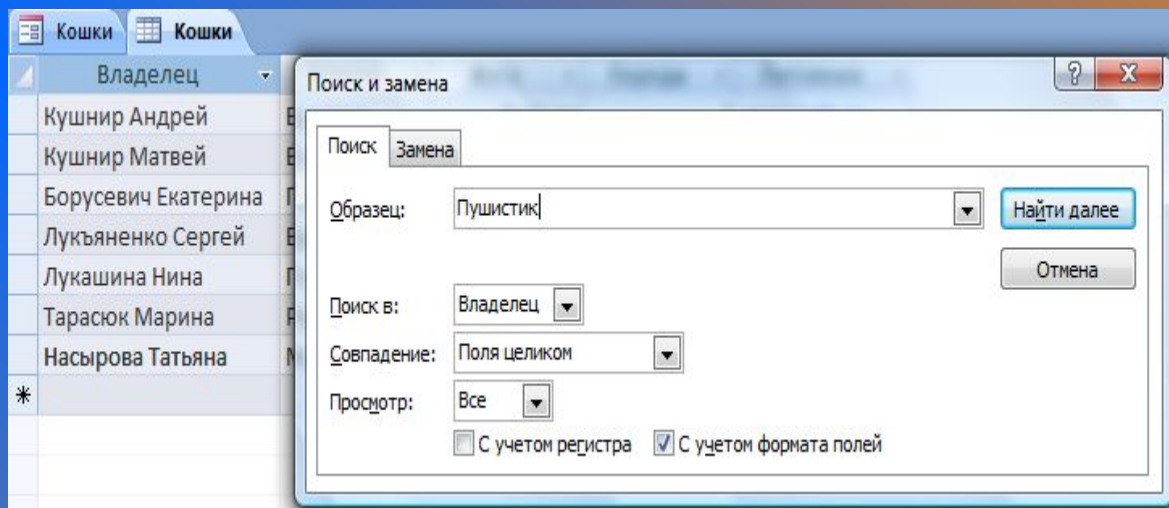 Кошки Кошки
Владелец
Кушнир Андрей
Кушнир Матвей
Борусевич Екатерина
Лукъяненко Сергей
Лукашина Нина
Тарасюк Марина
Насырова Татьяна
Поиск и замена
Поиск Замена
Образец: Пушистик Найти далее
Отмена
Поиск в: Владелец
Совпадение: Поля целиком
Просмотр: Все
С учетом регистра С учетом формата полей